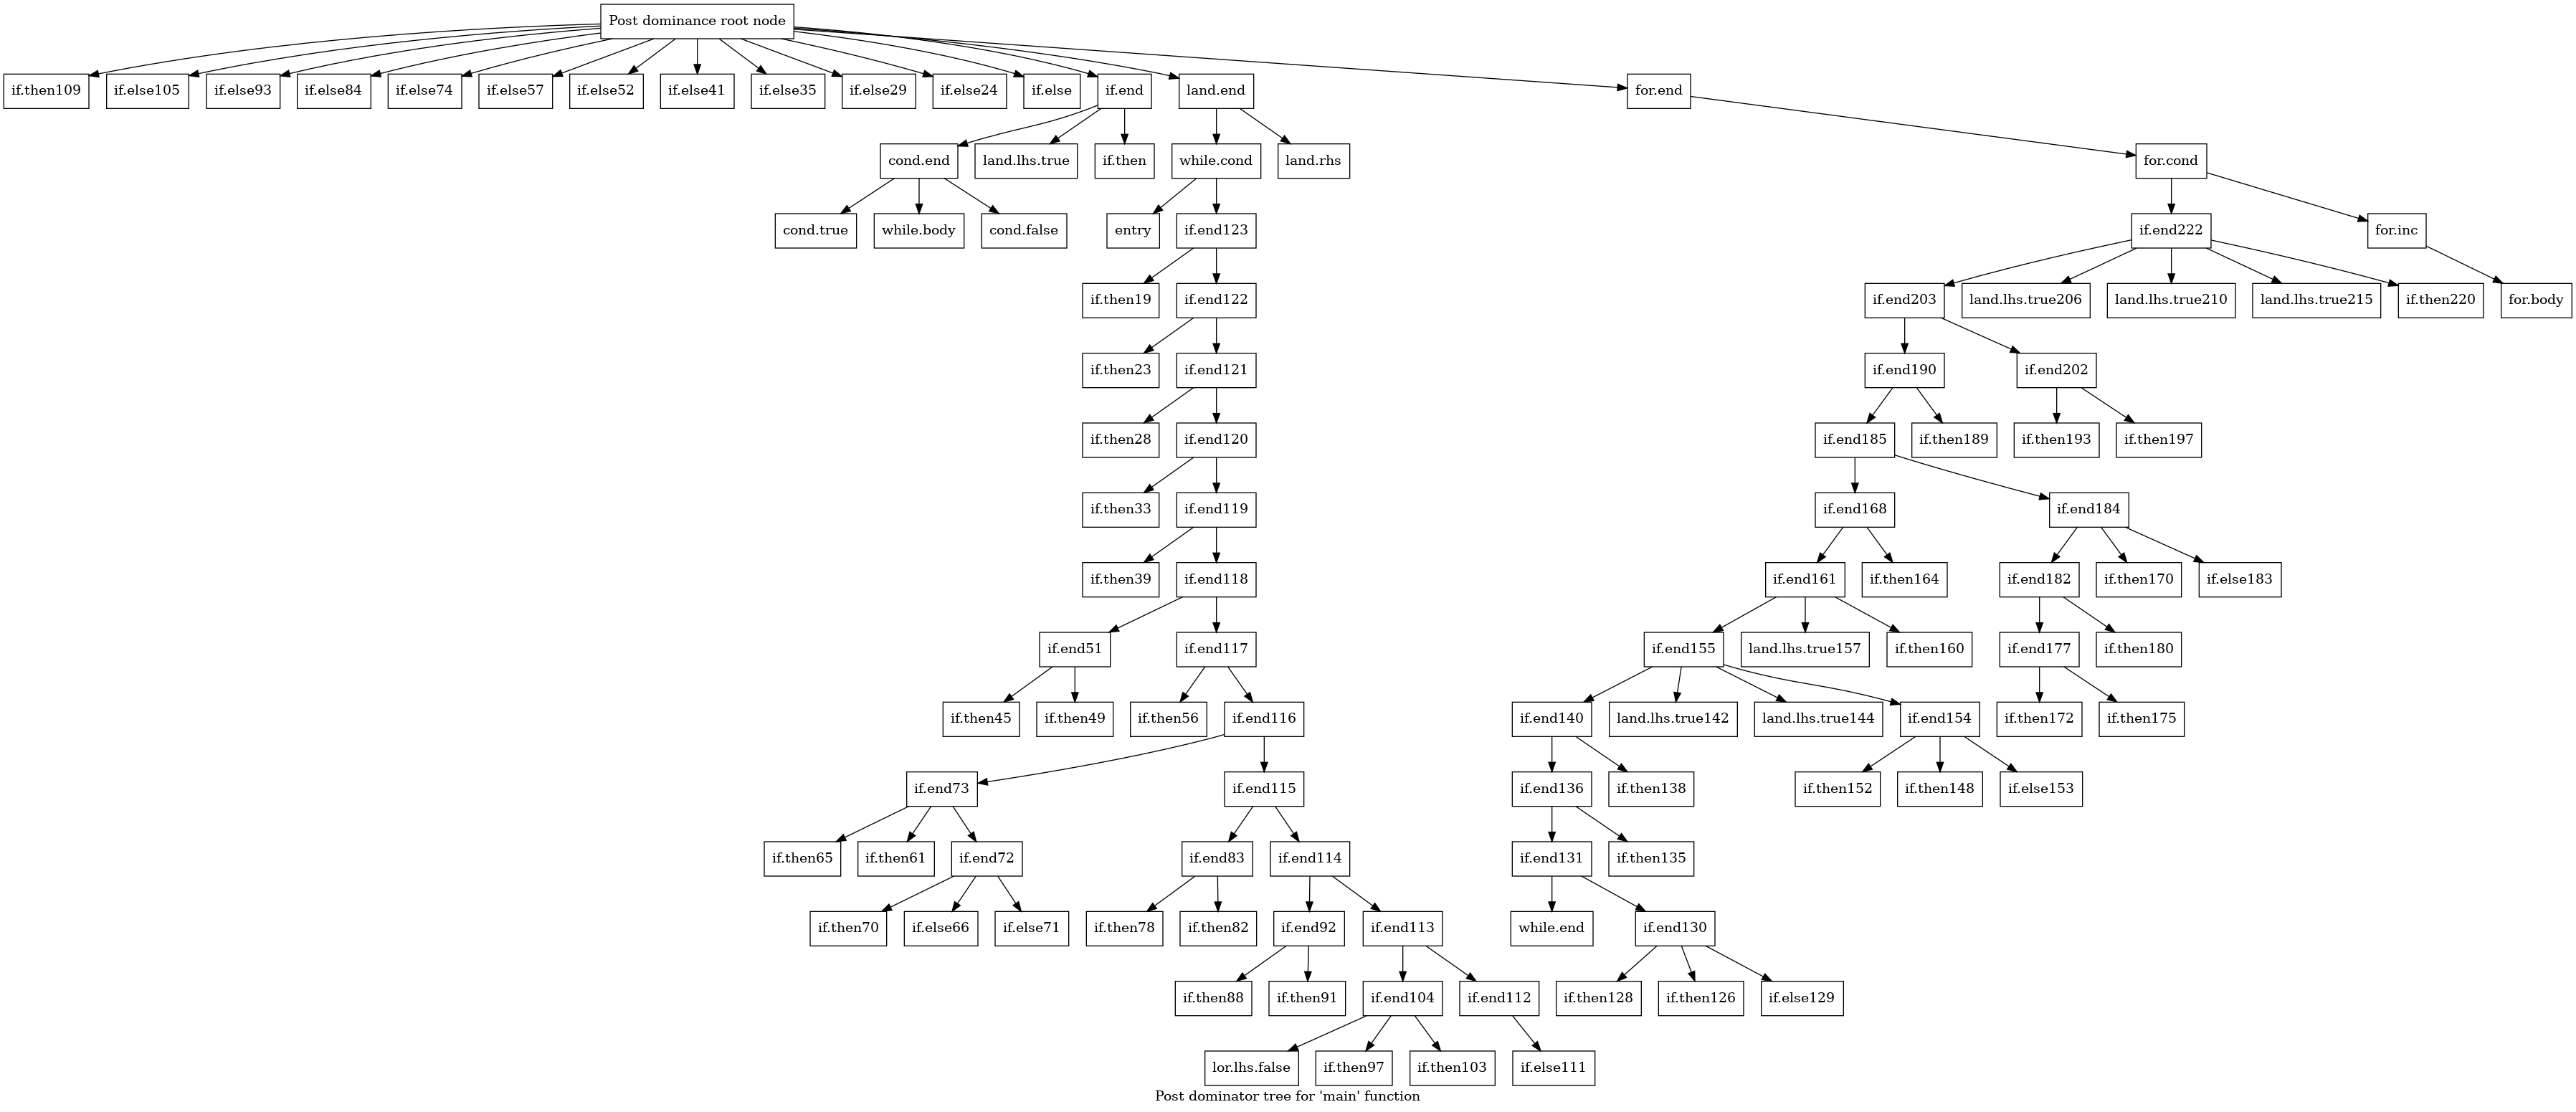 Post dominance root node
if.then109
if.else105
if.else93
if.else84
if.else74
if.else57
if.else52
if.else41
if.else35
if.else29
if.else24
if.else
if.end
land.end
for.end
cond.end
land.lhs.true
if.then
while.cond
land.rhs
for.cond
cond.true
while.body
cond.false
entry
if.end123
if.end222
for.inc
if.then19
if.end122
if.end203
land.lhs.true206
land.lhs.true210
land.lhs.true215
if.then220
for.body
if.then23
if.end121
if.end190
if.end202
if.then28
if.end120
if.end185
if.then189
if.then193
if.then197
if.then33
if.end119
if.end168
if.end184
if.then39
if.end118
if.end161
if.then164
if.end182
if.then170
if.else183
if.end51
if.end117
if.end155
land.lhs.true157
if.then160
if.end177
if.then180
if.then45
if.then49
if.then56
if.end116
if.end140
land.lhs.true142
land.lhs.true144
if.end154
if.then172
if.then175
if.end73
if.end115
if.end136
if.then138
if.then152
if.then148
if.else153
if.then65
if.then61
if.end72
if.end83
if.end114
if.end131
if.then135
if.then70
if.else66
if.else71
if.then78
if.then82
if.end92
if.end113
while.end
if.end130
if.then88
if.then91
if.end104
if.end112
if.then128
if.then126
if.else129
lor.lhs.false
if.then97
if.then103
if.else111
Post dominator tree for 'main' function